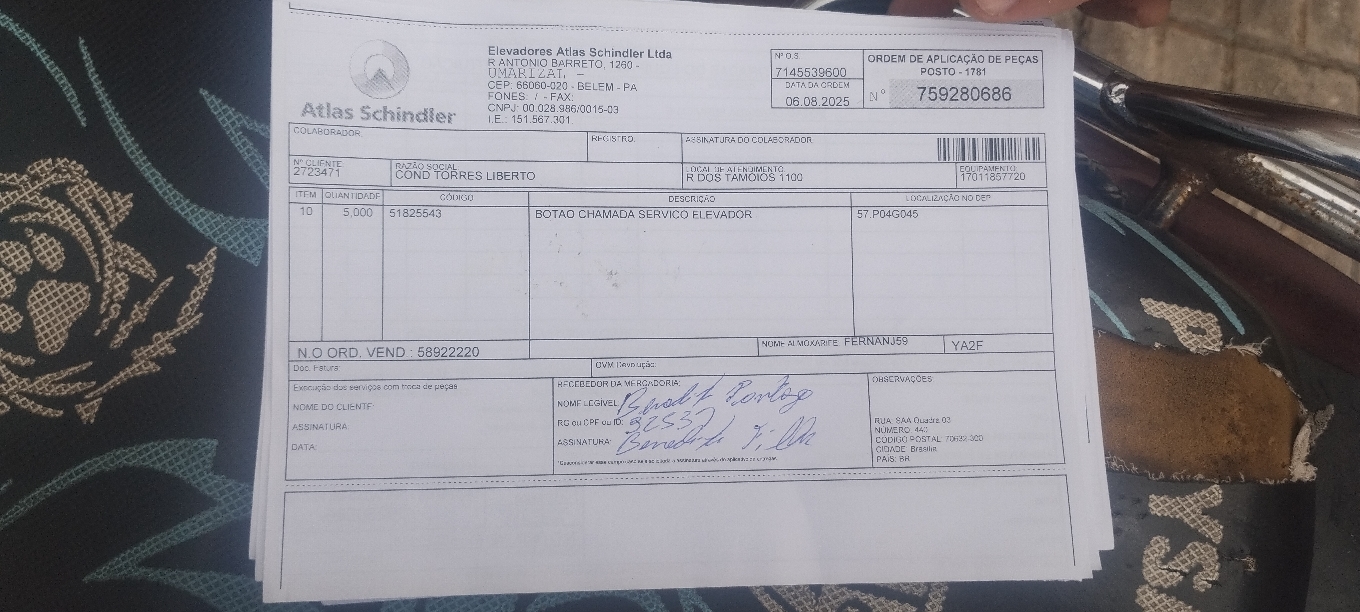 Atlas Schindler
Elevadores Atlas Schindler Ltda
R ANTONIO BARRETO, 1260 -
UMARIZAL -
CEP: 66060-020 - BELEM - PA
FONES: / - FAX:
CNPJ: 00.028.986/0015-03
I.E.: 151.567.301
Nº O.S.
7145539600
DATA DA ORDEM
06.08.2025
ORDEM DE APLICAÇÃO DE PEÇAS
POSTO - 1781
Nº 759280686
COLABORADOR:
REGISTRO:
ASSINATURA DO COLABORADOR
Nº CLIENTE
2723471
RAZÃO SOCIAL
COND TORRES LIBERTO
LOCAL DE ATENDIMENTO:
R DOS TAMOIOS 1100
EQUIPAMENTO:
17011857720
ITEM QUANTIDADE CÓDIGO DESCRIÇÃO LOCALIZAÇÃO NO DEP
10 5,000 51825543 BOTAO CHAMADA SERVICO ELEVADOR 57.P04G045
N.O ORD. VEND : 58922220
NOME ALMOXARIFE FERNANJ59 YA2F
Doc. Fatura:
OVM Devolução:
Execução dos serviços com troca de peças
NOME DO CLIENTE:
ASSINATURA:
DATA:
RECEBEDOR DA MERCADORIA:
NOME LEGÍVEL:
RG ou CPF ou ID: 32537
ASSINATURA:
OBSERVAÇÕES:
RUA: SAA Quadra 03
NÚMERO: 440
CÓDIGO POSTAL: 70632-300
CIDADE: Brasília
PAÍS: BR